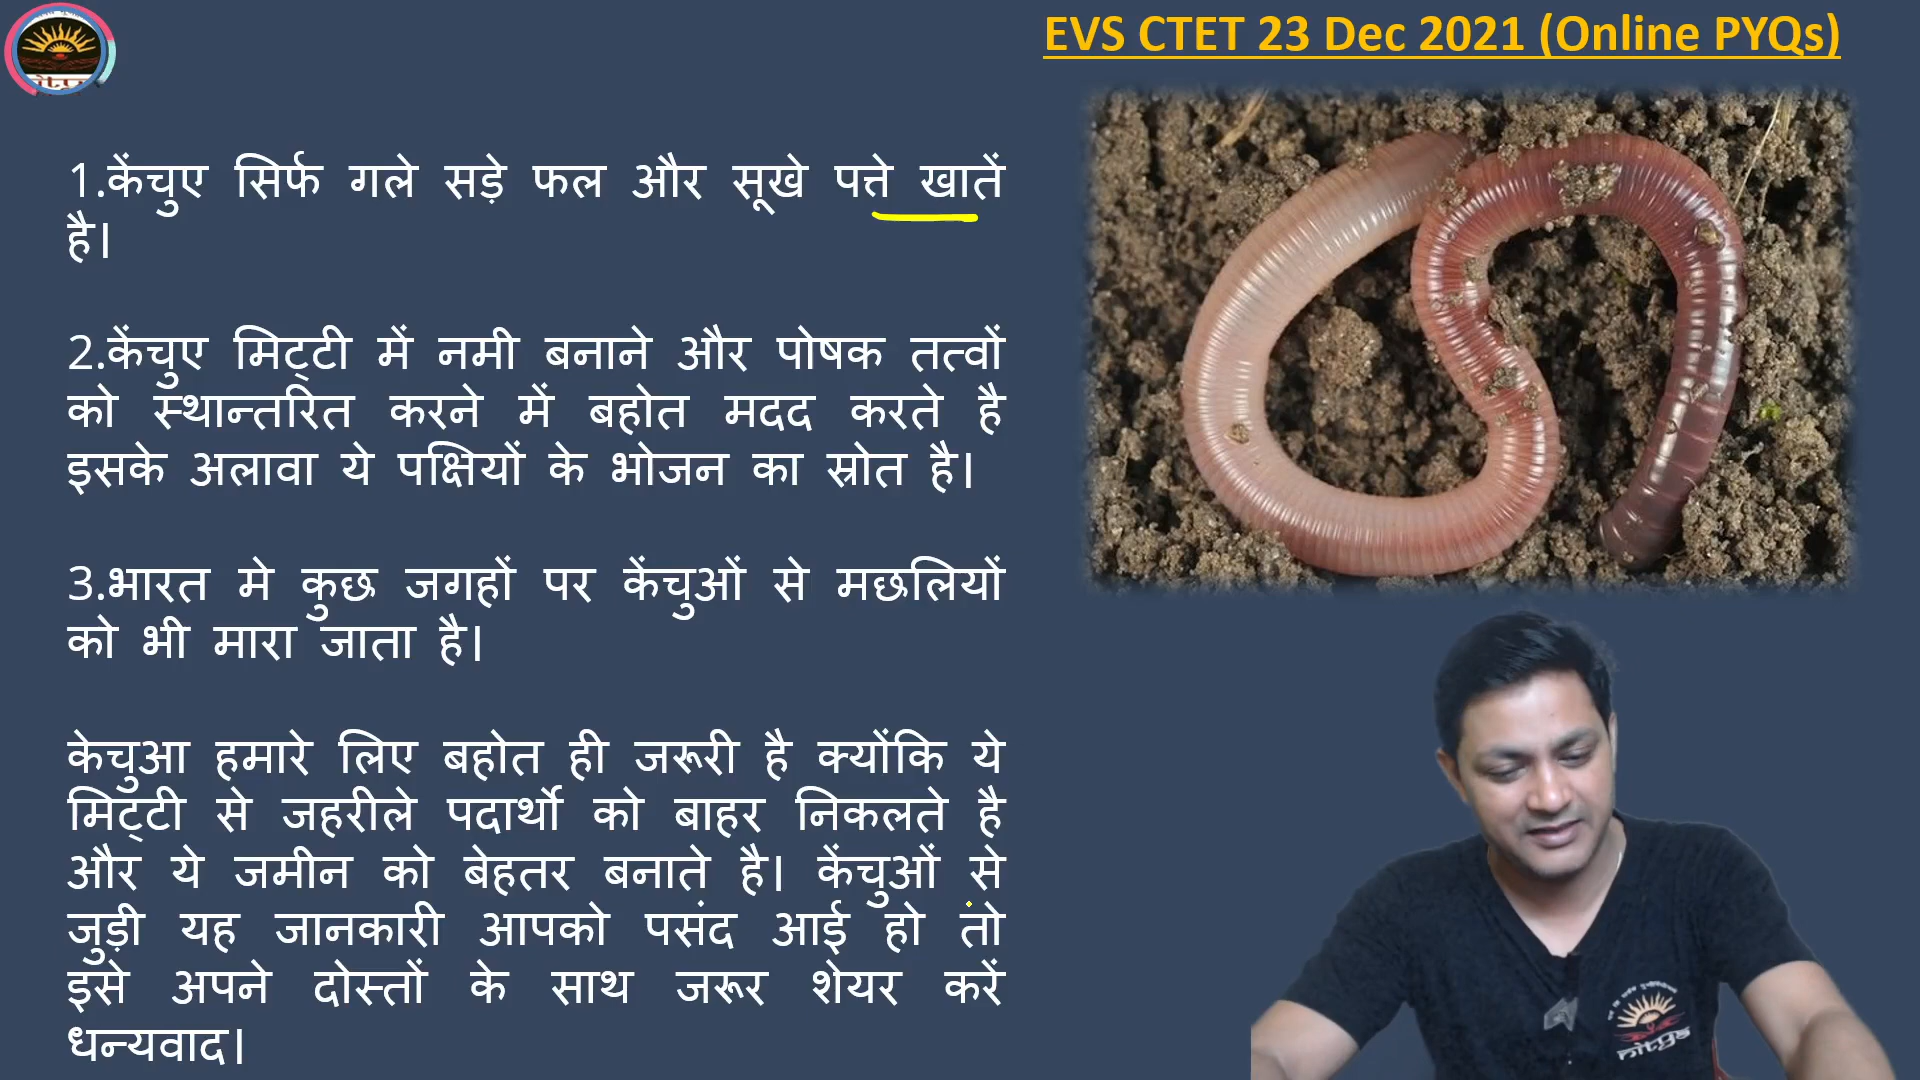 EVS CTET 23 Dec 2021 (Online PYQs)
1.केंचुए सिर्फ गले सड़े फल और सूखे पत्ते खातें
है।
2.केंचुए मिट्टी में नमी बनाने और पोषक तत्वों
को स्थान्तरित करने में बहोत मदद करते है
इसके अलावा ये पक्षियों के भोजन का स्रोत है।
3.भारत मे कुछ जगहों पर केंचुओं से मछलियों
को भी मारा जाता है।
केचुआ हमारे लिए बहोत ही जरूरी है क्योंकि ये
मिट्टी से जहरीले पदार्थो को बाहर निकलते है
और ये जमीन को बेहतर बनाते है। केंचुओं से
जुड़ी यह जानकारी आपको पसंद आई हो तो
इसे अपने दोस्तों के साथ जरूर शेयर करें
धन्यवाद।
nitys